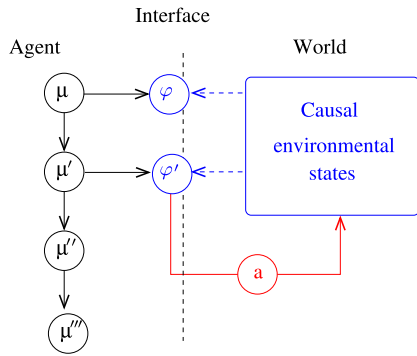 Interface
Agent
World
μ
φ
Causal
environmental
states
μ'
φ'
μ''
a
μ'''